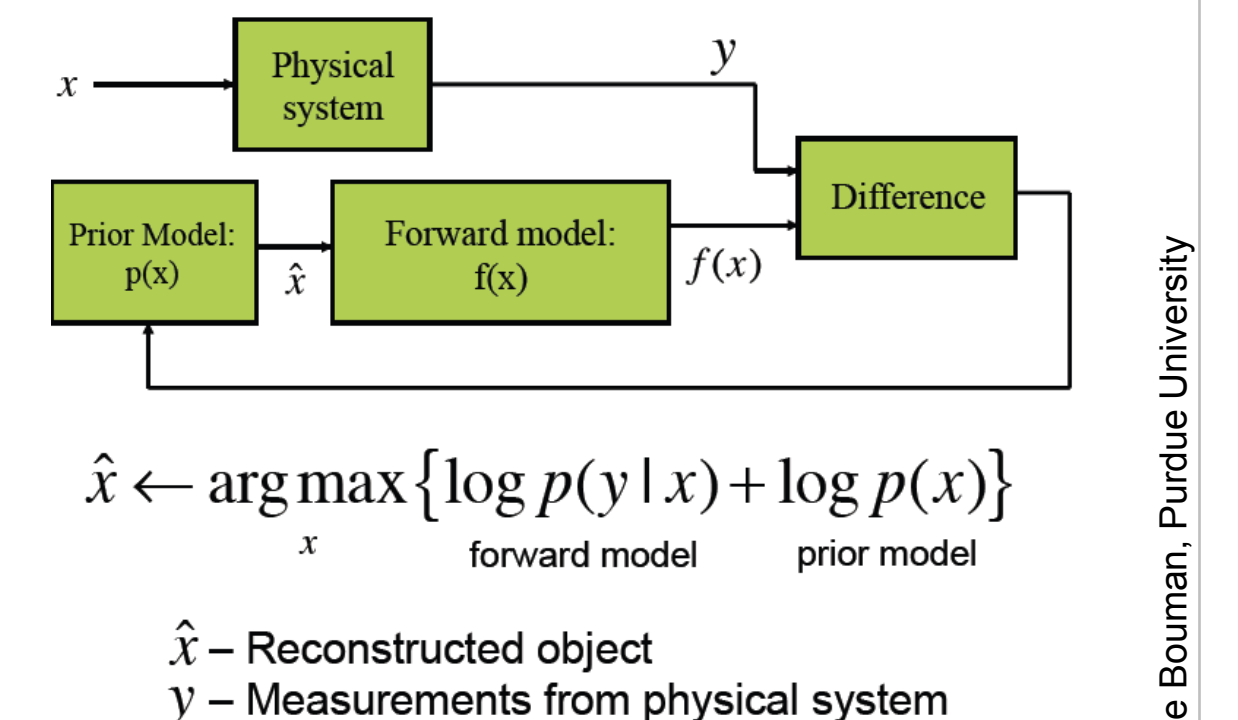 x
Physical
system
y
Prior Model:
p(x)
x̂
Forward model:
f(x)
f(x)
Difference
x̂ ← arg max {log p(y | x) + log p(x)}
x
forward model
prior model
x̂ – Reconstructed object
y – Measurements from physical system
Bouman, Purdue University